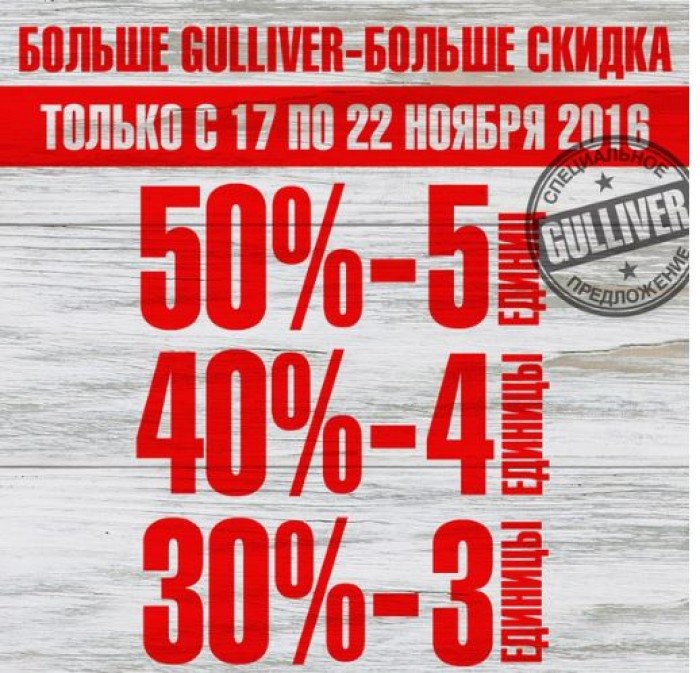 БОЛЬШЕ GULLIVER-БОЛЬШЕ СКИДКА
ТОЛЬКО С 17 ПО 22 НОЯБРЯ 2016
СПЕЦИАЛЬНОЕ
GULLIVER
ПРЕДЛОЖЕНИЕ
50%-5 ЕДИНИЦ
40%-4 ЕДИНИЦЫ
30%-3 ЕДИНИЦЫ